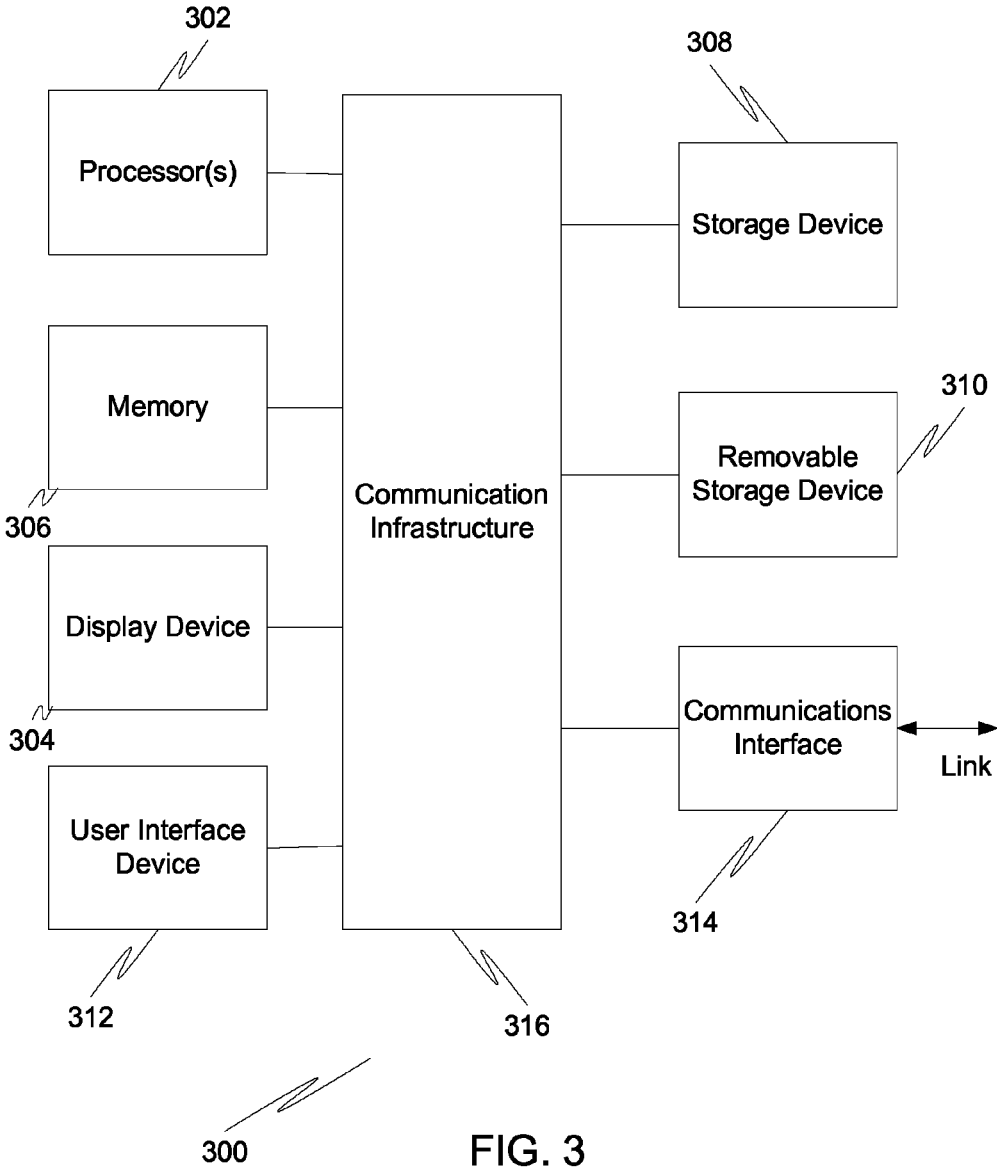 302
308
Processor(s)
Storage Device
310
Memory
Removable
Storage Device
Communication
Infrastructure
306
Display Device
Communications
Interface
304
Link
User Interface
Device
314
312
316
300
FIG. 3